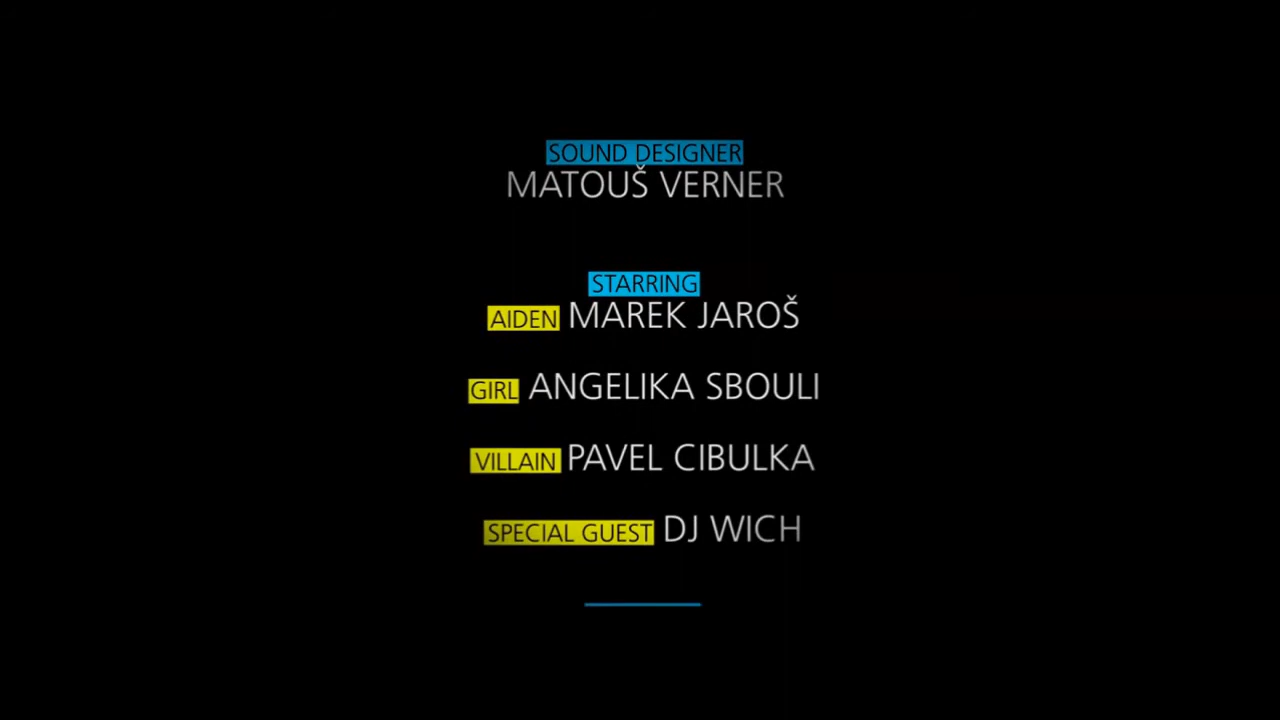 SOUND DESIGNER
MATOUŠ VERNER
STARRING
AIDEN MAREK JAROŠ
GIRL ANGELIKA SBOULI
VILLAIN PAVEL CIBULKA
SPECIAL GUEST DJ WICH